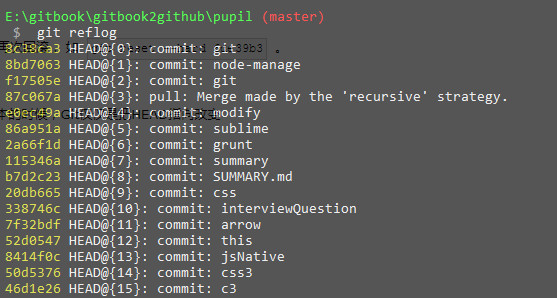 E:\gitbook\gitbook2github\pupil (master)
$ git reflog
HEAD@{0}: commit: git
8bd7063 HEAD@{1}: commit: node-manage
f17505e HEAD@{2}: commit: git
87c067a HEAD@{3}: pull: Merge made by the 'recursive' strategy.
e0ec49a HEAD@{4}: commit: modify
86a951a HEAD@{5}: commit: sublime
2a66f1d HEAD@{6}: commit: grunt
115346a HEAD@{7}: commit: summary
b7d2c23 HEAD@{8}: commit: SUMMARY.md
20db665 HEAD@{9}: commit: css
338746c HEAD@{10}: commit: interviewQuestion
7f32bdf HEAD@{11}: commit: arrow
52d0547 HEAD@{12}: commit: this
8414f0c HEAD@{13}: commit: jsNative
50d5376 HEAD@{14}: commit: css3
46d1e26 HEAD@{15}: commit: c3